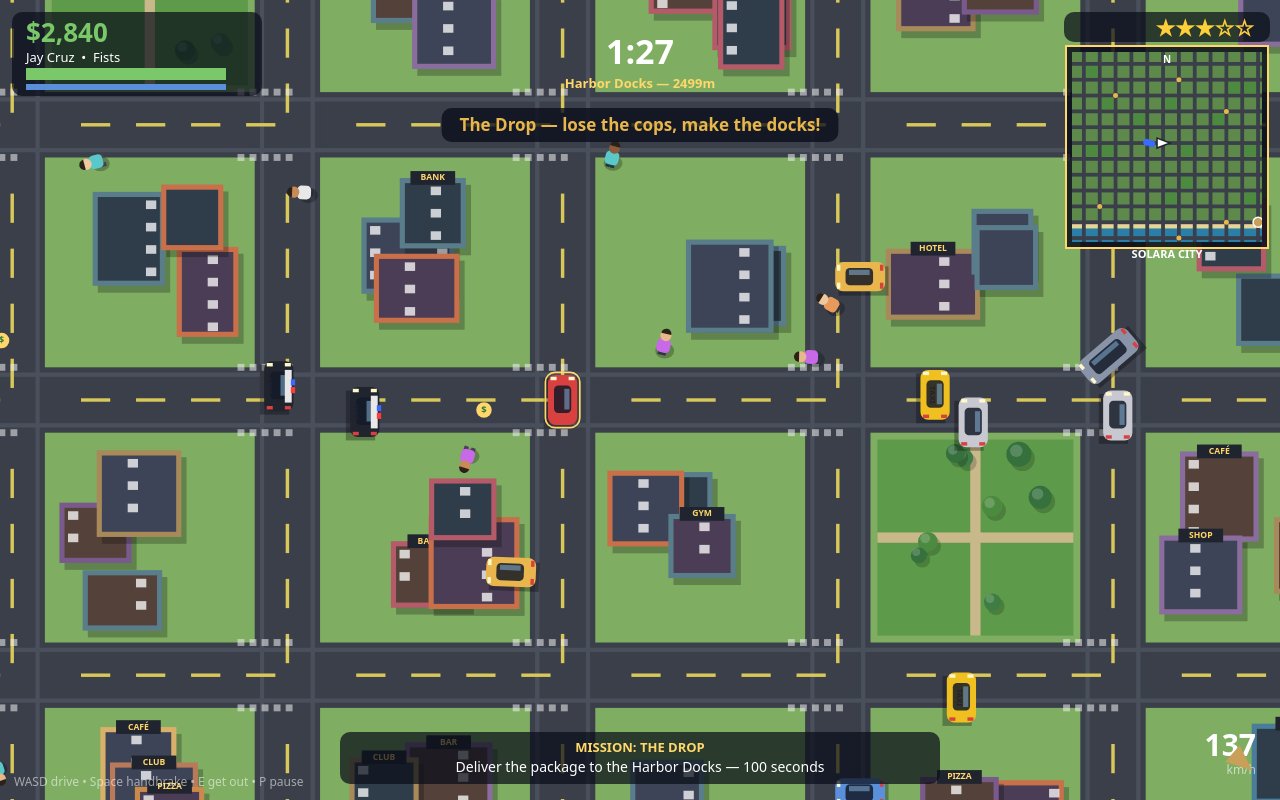 $2,840
Jay Cruz • Fists
1:27
Harbor Docks — 2499m
The Drop — lose the cops, make the docks!
★★★☆☆
N
SOLARA CITY
BANK
HOTEL
CAFÉ
SHOP
GYM
BA
CAFÉ
CLUB
PIZZA
CLUB
BAR
PIZZA
MISSION: THE DROP
Deliver the package to the Harbor Docks — 100 seconds
WASD drive • Space handbrake • E get out • P pause
137
km/h
$
$